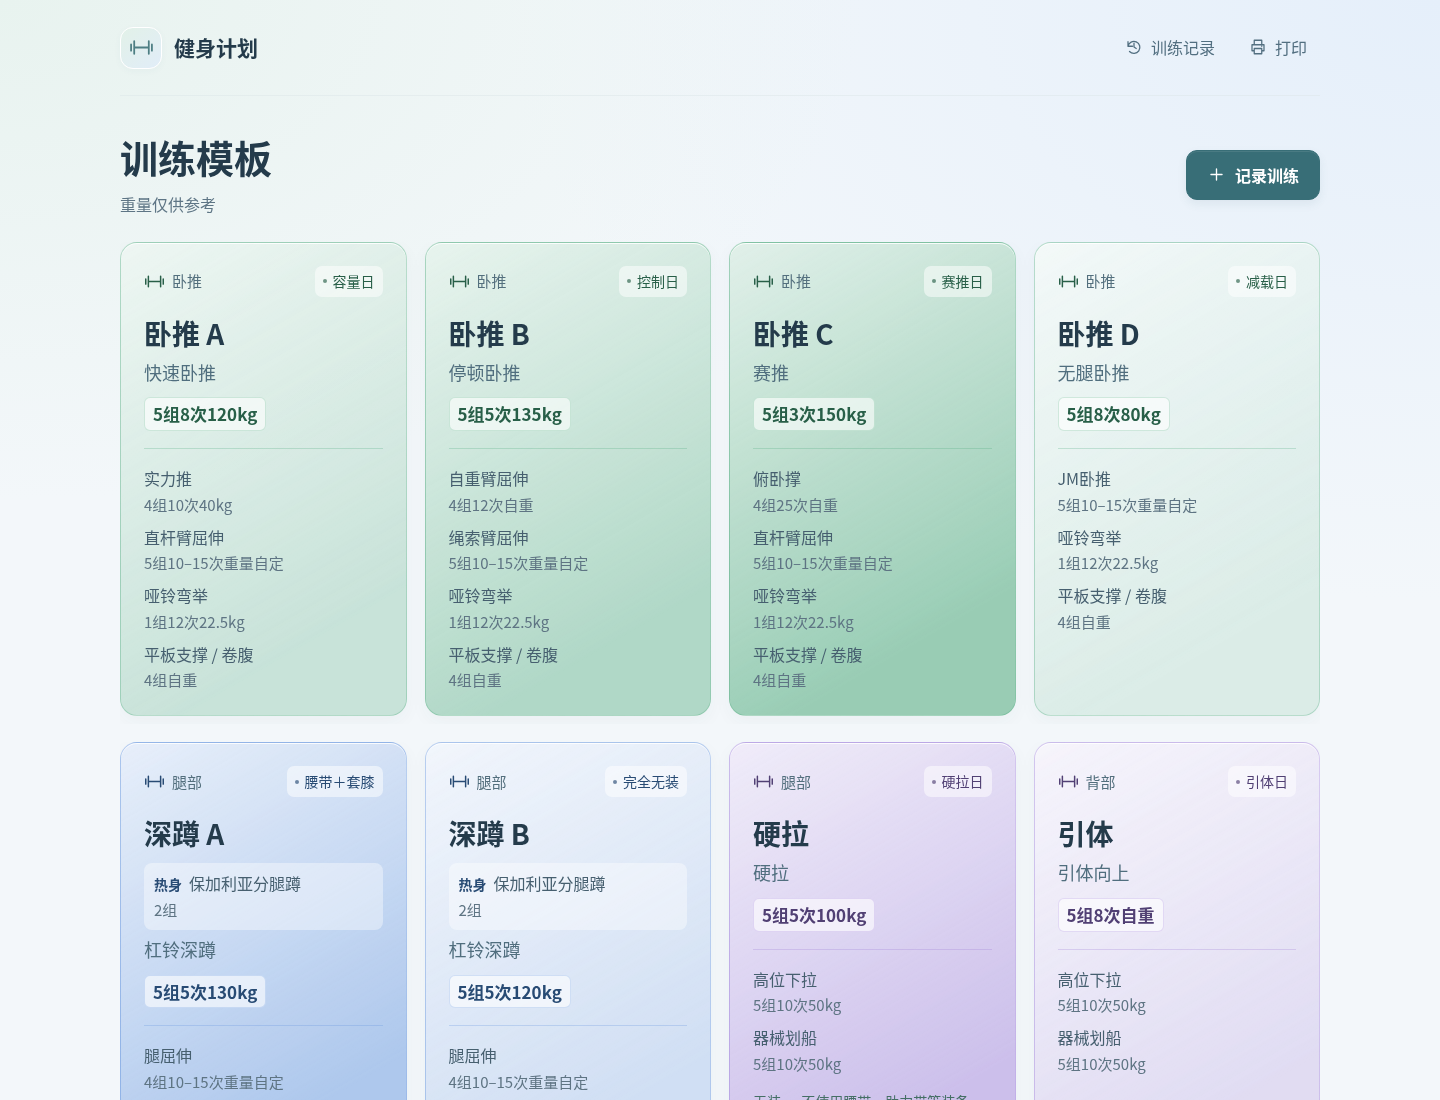 健身计划
训练记录
打印
训练模板
重量仅供参考
记录训练
卧推
容量日
卧推 A
快速卧推
5组8次120kg
实力推
4组10次40kg
直杆臂屈伸
5组10–15次重量自定
哑铃弯举
1组12次22.5kg
平板支撑 / 卷腹
4组自重
卧推
控制日
卧推 B
停顿卧推
5组5次135kg
自重臂屈伸
4组12次自重
绳索臂屈伸
5组10–15次重量自定
哑铃弯举
1组12次22.5kg
平板支撑 / 卷腹
4组自重
卧推
赛推日
卧推 C
赛推
5组3次150kg
俯卧撑
4组25次自重
直杆臂屈伸
5组10–15次重量自定
哑铃弯举
1组12次22.5kg
平板支撑 / 卷腹
4组自重
卧推
减载日
卧推 D
无腿卧推
5组8次80kg
JM卧推
5组10–15次重量自定
哑铃弯举
1组12次22.5kg
平板支撑 / 卷腹
4组自重
腿部
腰带＋套膝
深蹲 A
热身 保加利亚分腿蹲
2组
杠铃深蹲
5组5次130kg
腿屈伸
4组10–15次重量自定
腿部
完全无装
深蹲 B
热身 保加利亚分腿蹲
2组
杠铃深蹲
5组5次120kg
腿屈伸
4组10–15次重量自定
腿部
硬拉日
硬拉
硬拉
5组5次100kg
高位下拉
5组10次50kg
器械划船
5组10次50kg
背部
引体日
引体
引体向上
5组8次自重
高位下拉
5组10次50kg
器械划船
5组10次50kg